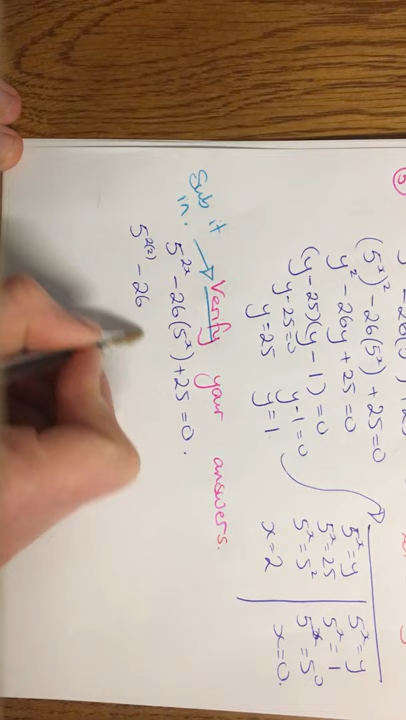 5
(5ˣ)² - 26(5ˣ) + 25 = 0
y² - 26y + 25 = 0
(y - 25)(y - 1) = 0
y - 25 = 0 y - 1 = 0
y = 25 y = 1.
5ˣ = y
5ˣ = 25
5ˣ = 5²
x = 2
5ˣ = y
5ˣ = 1
5ˣ = 5⁰
x = 0.
Verify your answers.
Sub it
in.
5²ˣ - 26(5ˣ) + 25 = 0.
5²⁽²⁾ - 26